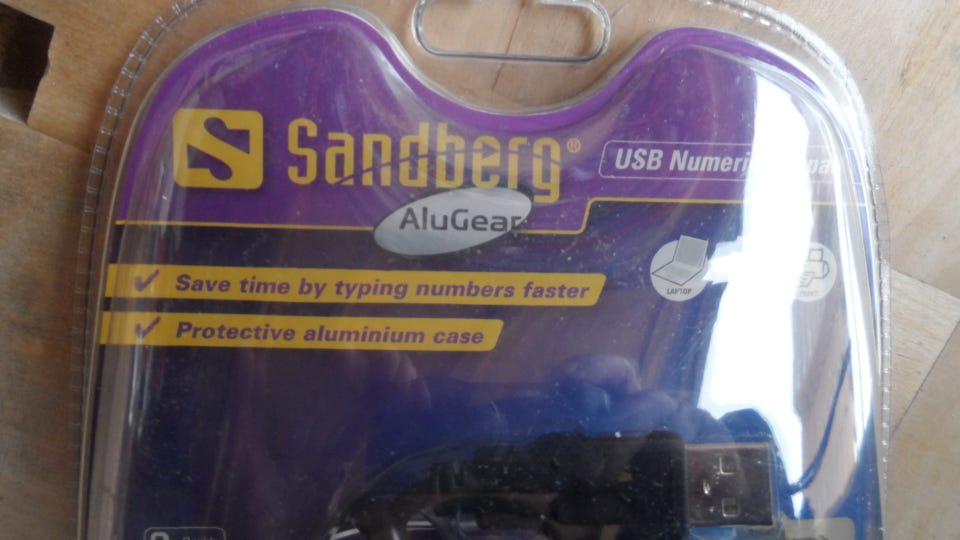 Sandberg®
USB Numeri
AluGear
Save time by typing numbers faster
LAPTOP
Protective aluminium case